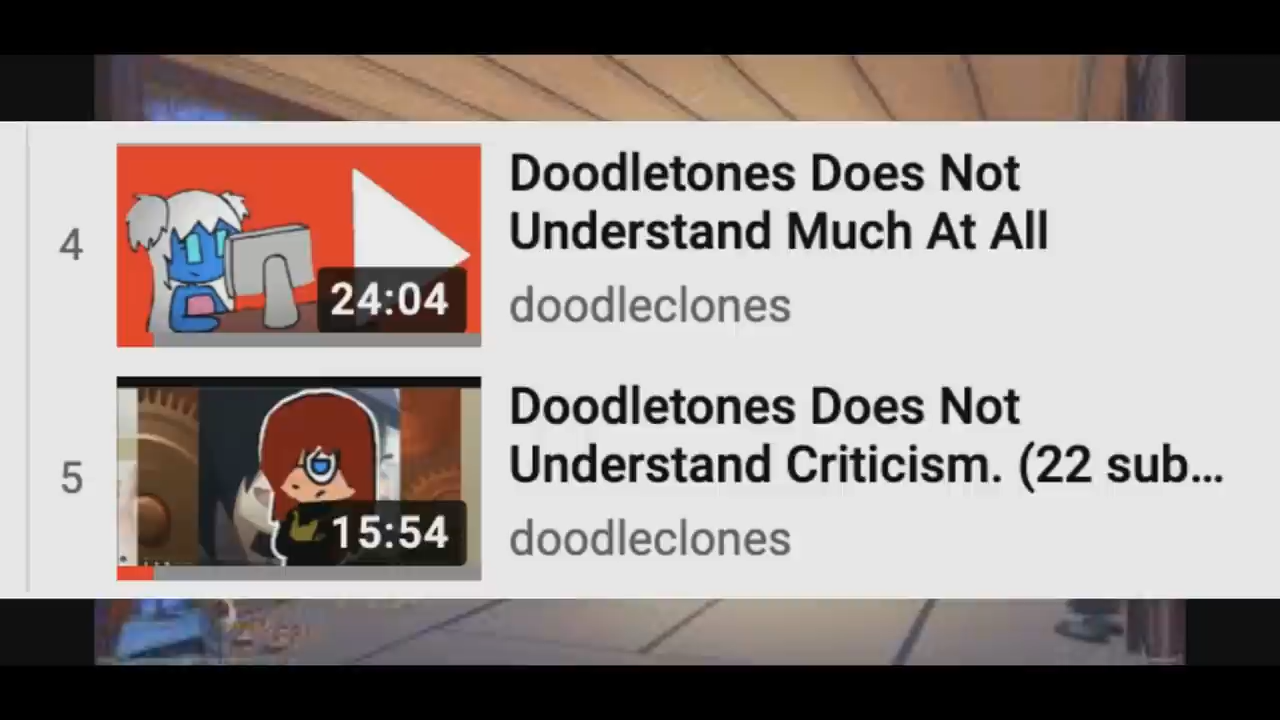 4
24:04
Doodletones Does Not
Understand Much At All
doodleclones
5
15:54
Doodletones Does Not
Understand Criticism. (22 sub...
doodleclones